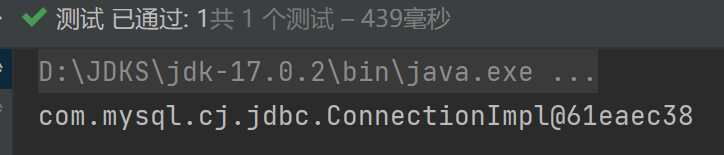 测试 已通过: 1共 1 个测试 – 439毫秒
D:\JDKS\jdk-17.0.2\bin\java.exe ...
com.mysql.cj.jdbc.ConnectionImpl@61eaec38